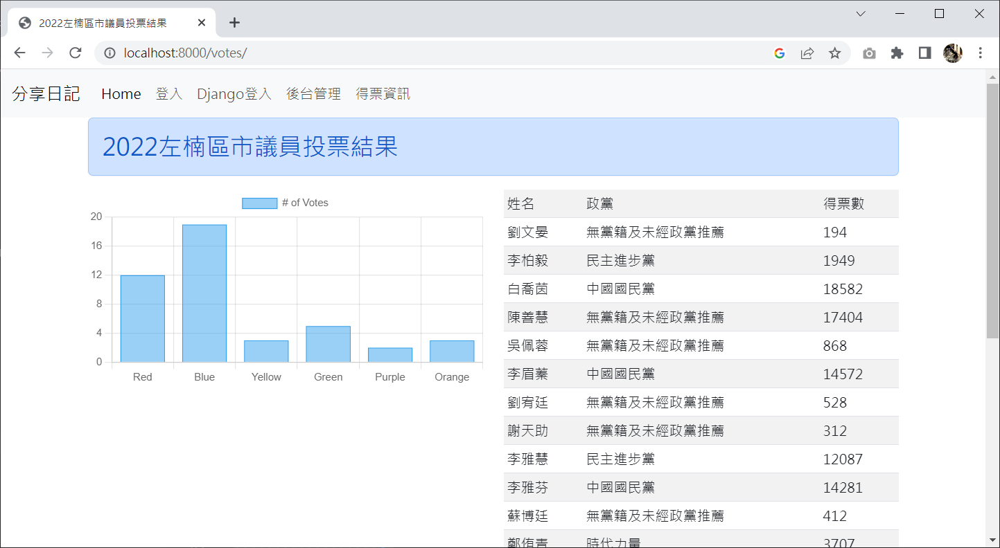 2022左楠區市議員投票結果
localhost:8000/votes/
分享日記 Home 登入 Django登入 後台管理 得票資訊
2022左楠區市議員投票結果
# of Votes
20
16
12
8
4
0
Red Blue Yellow Green Purple Orange
姓名 政黨 得票數
劉文晏 無黨籍及未經政黨推薦 194
李柏毅 民主進步黨 1949
白喬茵 中國國民黨 18582
陳善慧 無黨籍及未經政黨推薦 17404
吳佩蓉 無黨籍及未經政黨推薦 868
李眉蓁 中國國民黨 14572
劉宥廷 無黨籍及未經政黨推薦 528
謝天助 無黨籍及未經政黨推薦 312
李雅慧 民主進步黨 12087
李雅芬 中國國民黨 14281
蘇博廷 無黨籍及未經政黨推薦 412
時代力量 3707